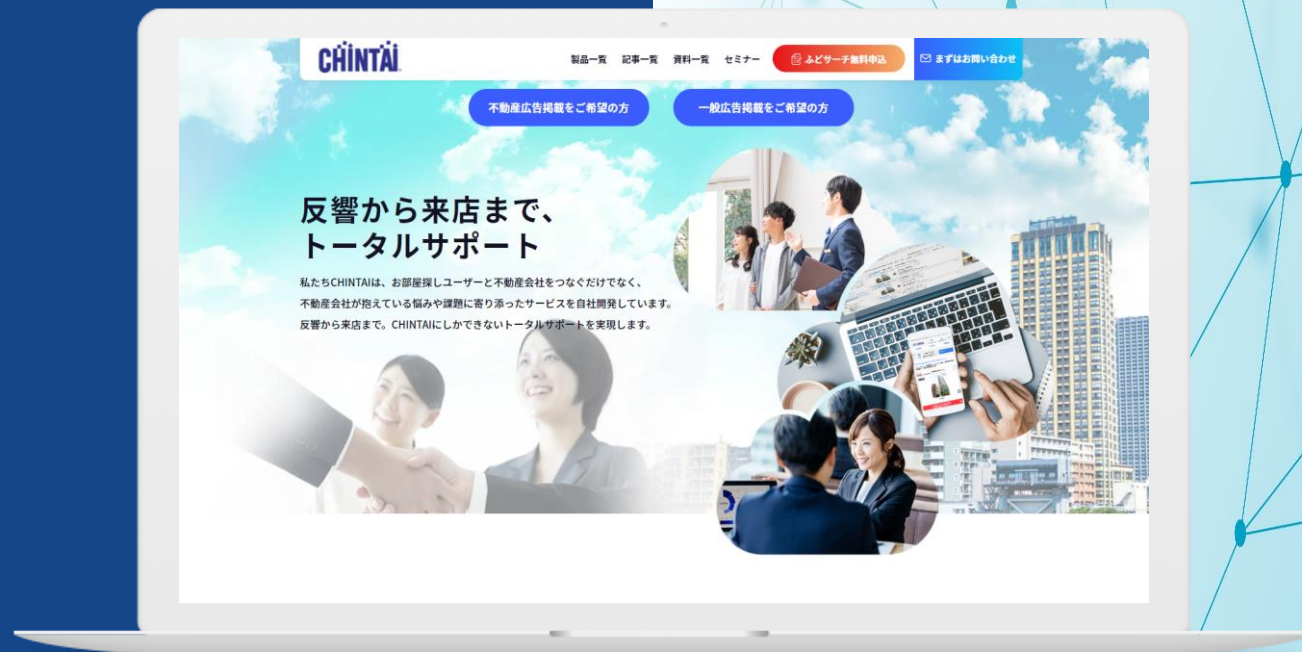 CHINTAI
製品一覧 記事一覧 資料一覧 セミナー ふどサーチ無料申込 まずはお問い合わせ
不動産広告掲載をご希望の方 一般広告掲載をご希望の方
反響から来店まで、
トータルサポート
私たちCHINTAIは、お部屋探しユーザーと不動産会社をつなぐだけでなく、
不動産会社が抱えている悩みや課題に寄り添ったサービスを自社開発しています。
反響から来店まで。CHINTAIにしかできないトータルサポートを実現します。